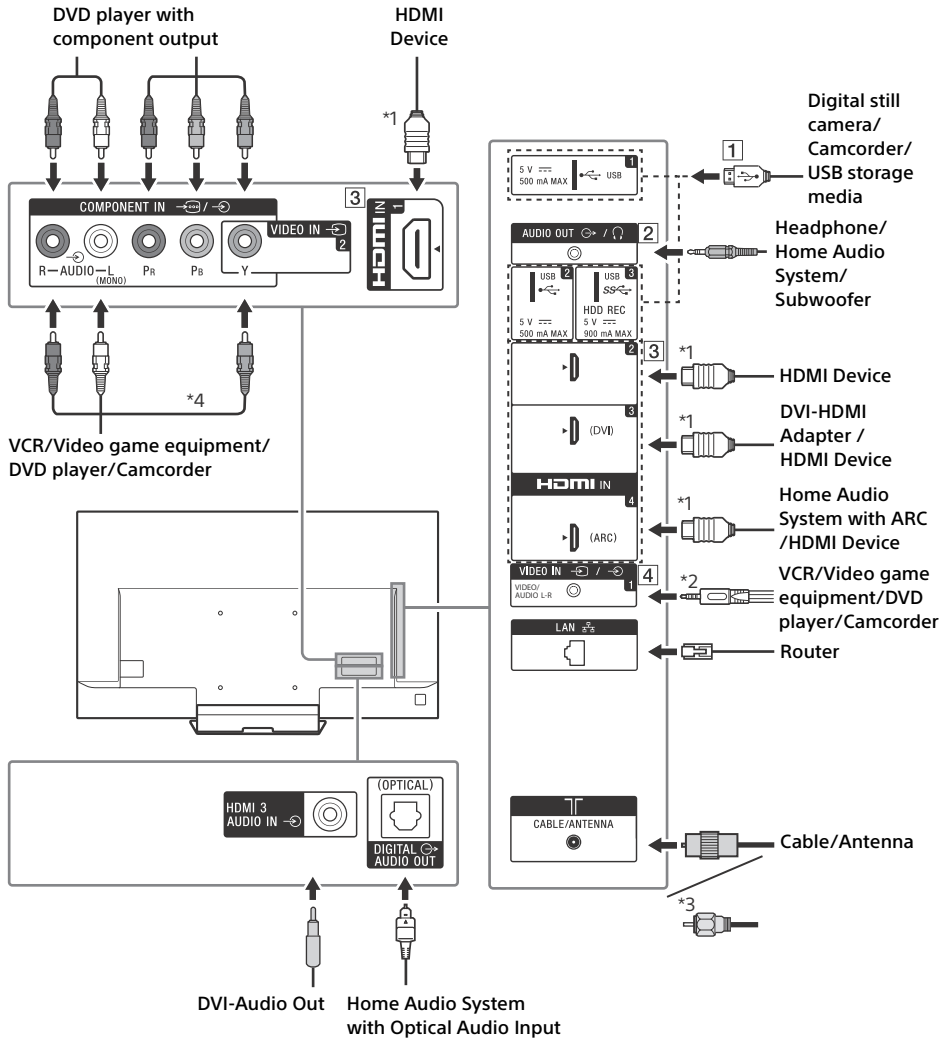 DVD player with
component output
HDMI
Device
*1
COMPONENT IN
VIDEO IN
2
R–AUDIO–L
(MONO)
PR
PB
Y
3
HDMI IN
1
*4
VCR/Video game equipment/
DVD player/Camcorder
1
5 V
500 mA MAX
USB
1
Digital still
camera/
Camcorder/
USB storage
media
AUDIO OUT /
2
Headphone/
Home Audio
System/
Subwoofer
USB
2
5 V
500 mA MAX
USB
3
SS
HDD REC
5 V
900 mA MAX
2
3
*1
HDMI Device
3
(DVI)
*1
DVI-HDMI
Adapter /
HDMI Device
HDMI IN
4
(ARC)
*1
Home Audio
System with ARC
/HDMI Device
VIDEO IN /
1
4
VIDEO/
AUDIO L-R
*2
VCR/Video game
equipment/DVD
player/Camcorder
LAN
Router
CABLE/ANTENNA
Cable/Antenna
*3
HDMI 3
AUDIO IN
(OPTICAL)
DIGITAL
AUDIO OUT
DVI-Audio Out
Home Audio System
with Optical Audio Input